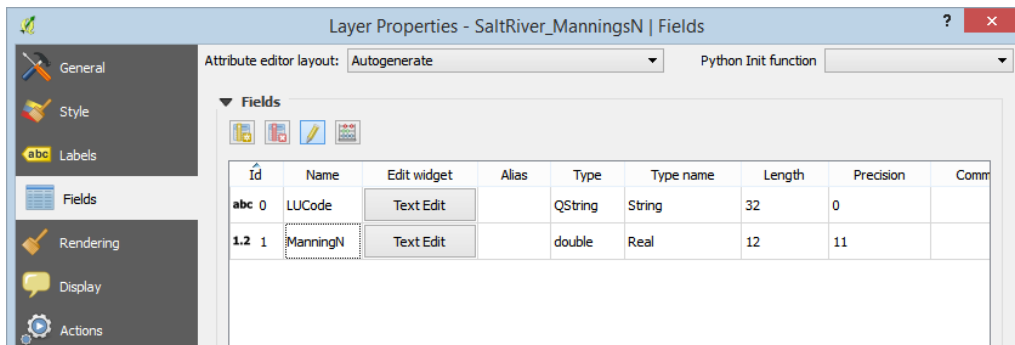 Layer Properties - SaltRiver_ManningsN | Fields
? ×
General
Style
abc Labels
Fields
Rendering
Display
Actions
Attribute editor layout: Autogenerate Python Init function
Fields
Id Name Edit widget Alias Type Type name Length Precision Comm
abc 0 LUCode Text Edit QString String 32 0
1.2 1 ManningN Text Edit double Real 12 11